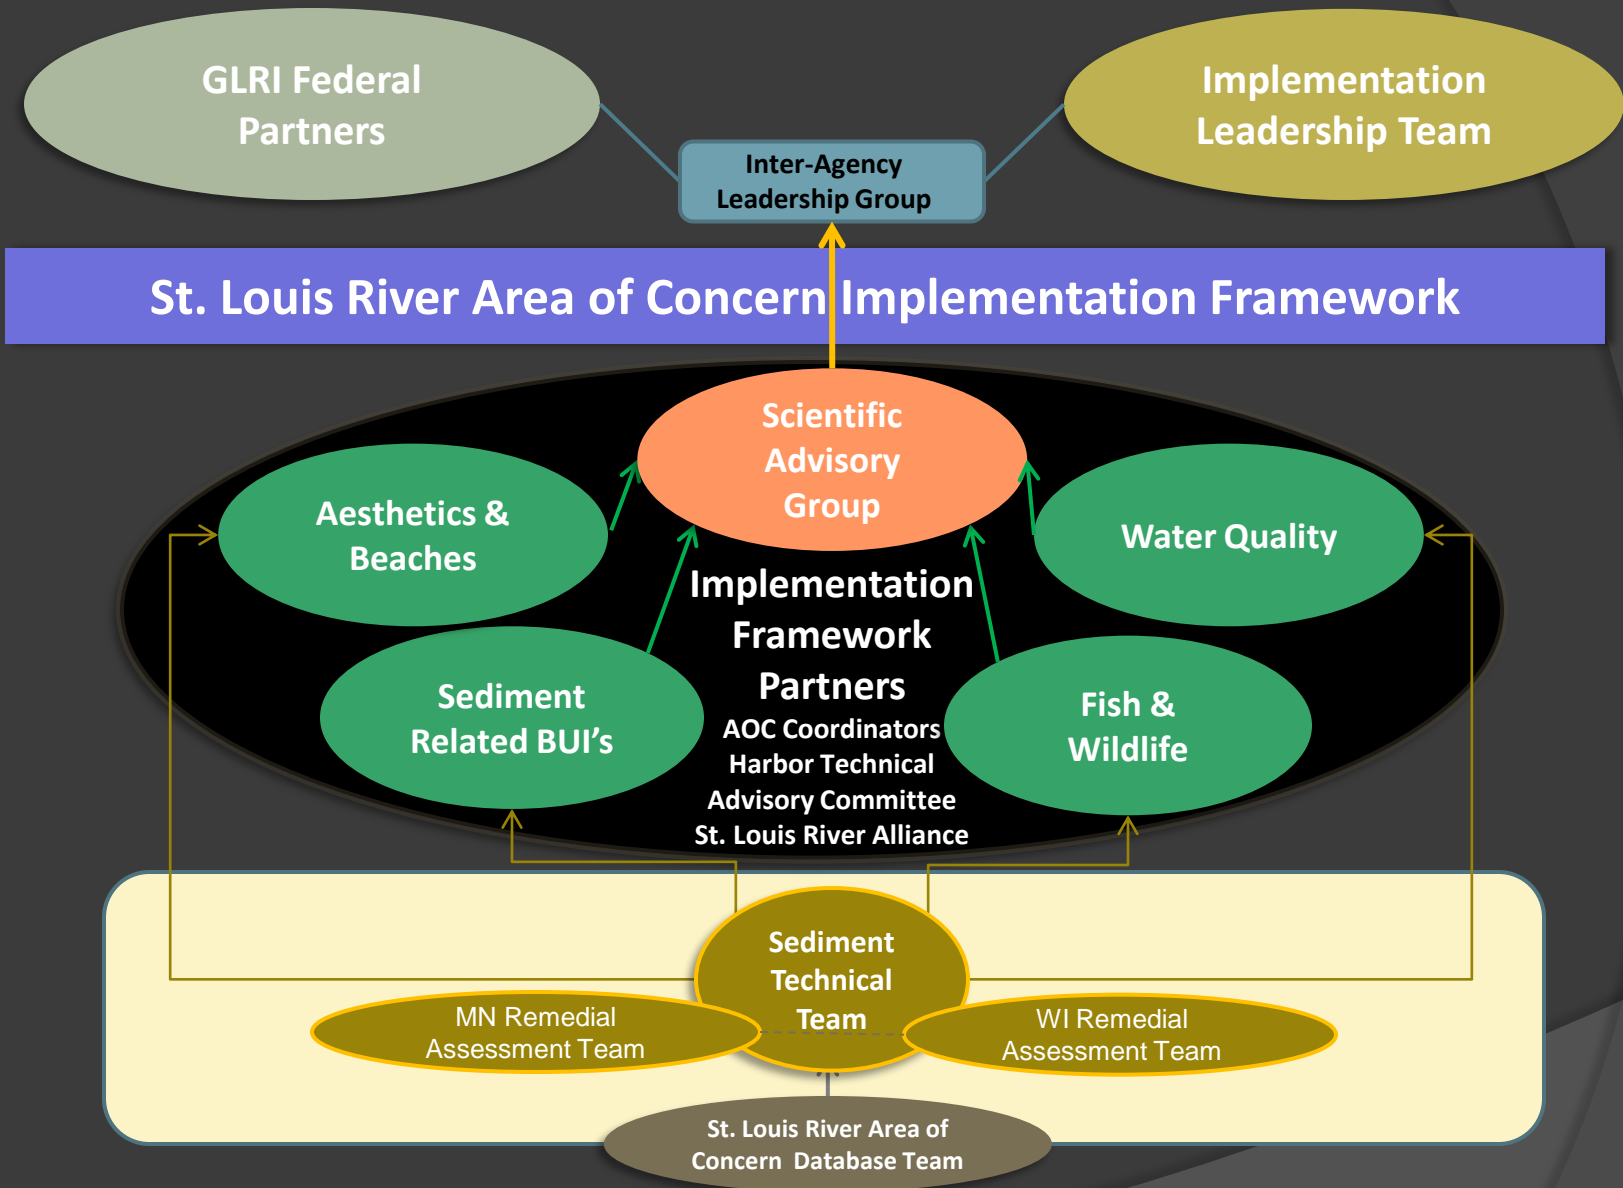 GLRI Federal
Partners
Implementation
Leadership Team
Inter-Agency
Leadership Group
St. Louis River Area of Concern Implementation Framework
Scientific
Advisory
Group
Aesthetics &
Beaches
Water Quality
Sediment
Related BUI's
Fish &
Wildlife
Implementation
Framework
Partners
AOC Coordinators
Harbor Technical
Advisory Committee
St. Louis River Alliance
Sediment
Technical
Team
MN Remedial
Assessment Team
WI Remedial
Assessment Team
St. Louis River Area of
Concern Database Team